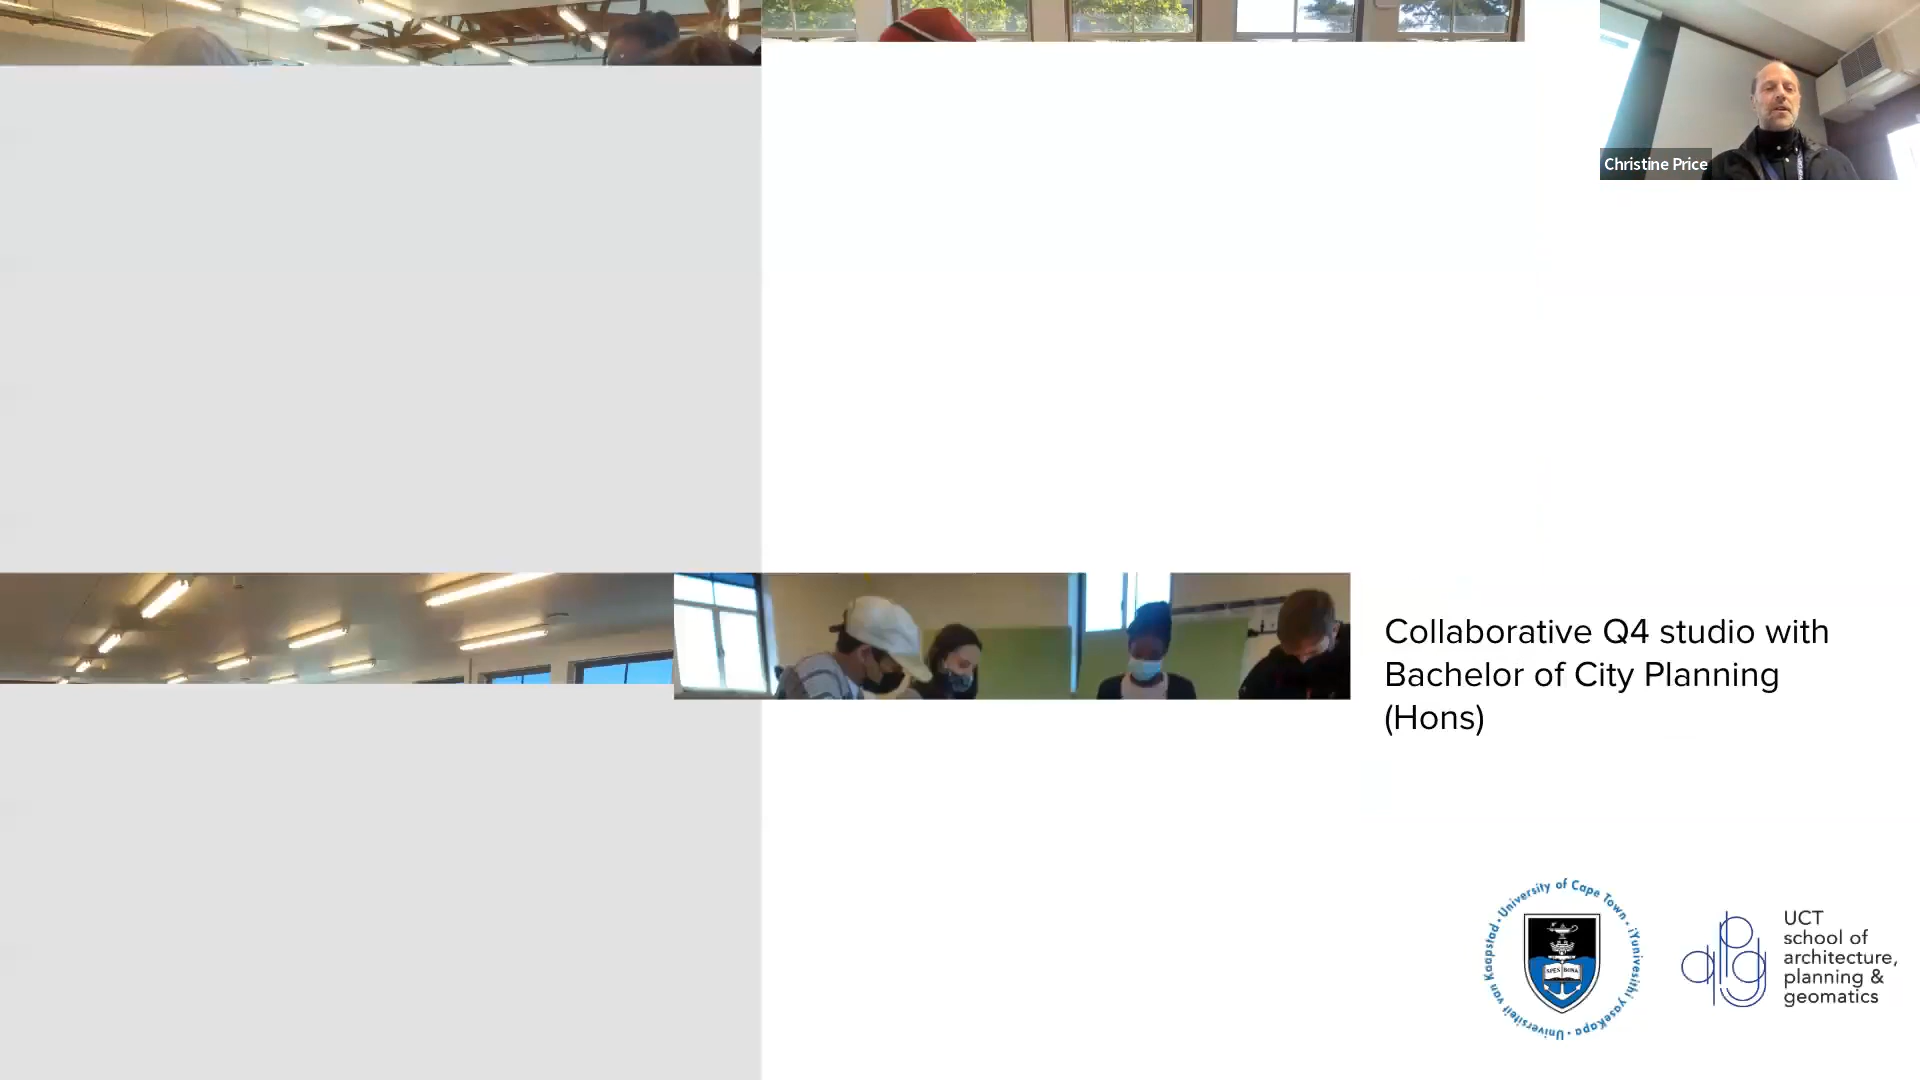 Christine Price
Collaborative Q4 studio with
Bachelor of City Planning
(Hons)
University of Cape Town · iYunivesithi yaseKapa · Universiteit van Kaapstad ·
SPES BONA
apg
UCT
school of
architecture,
planning &
geomatics